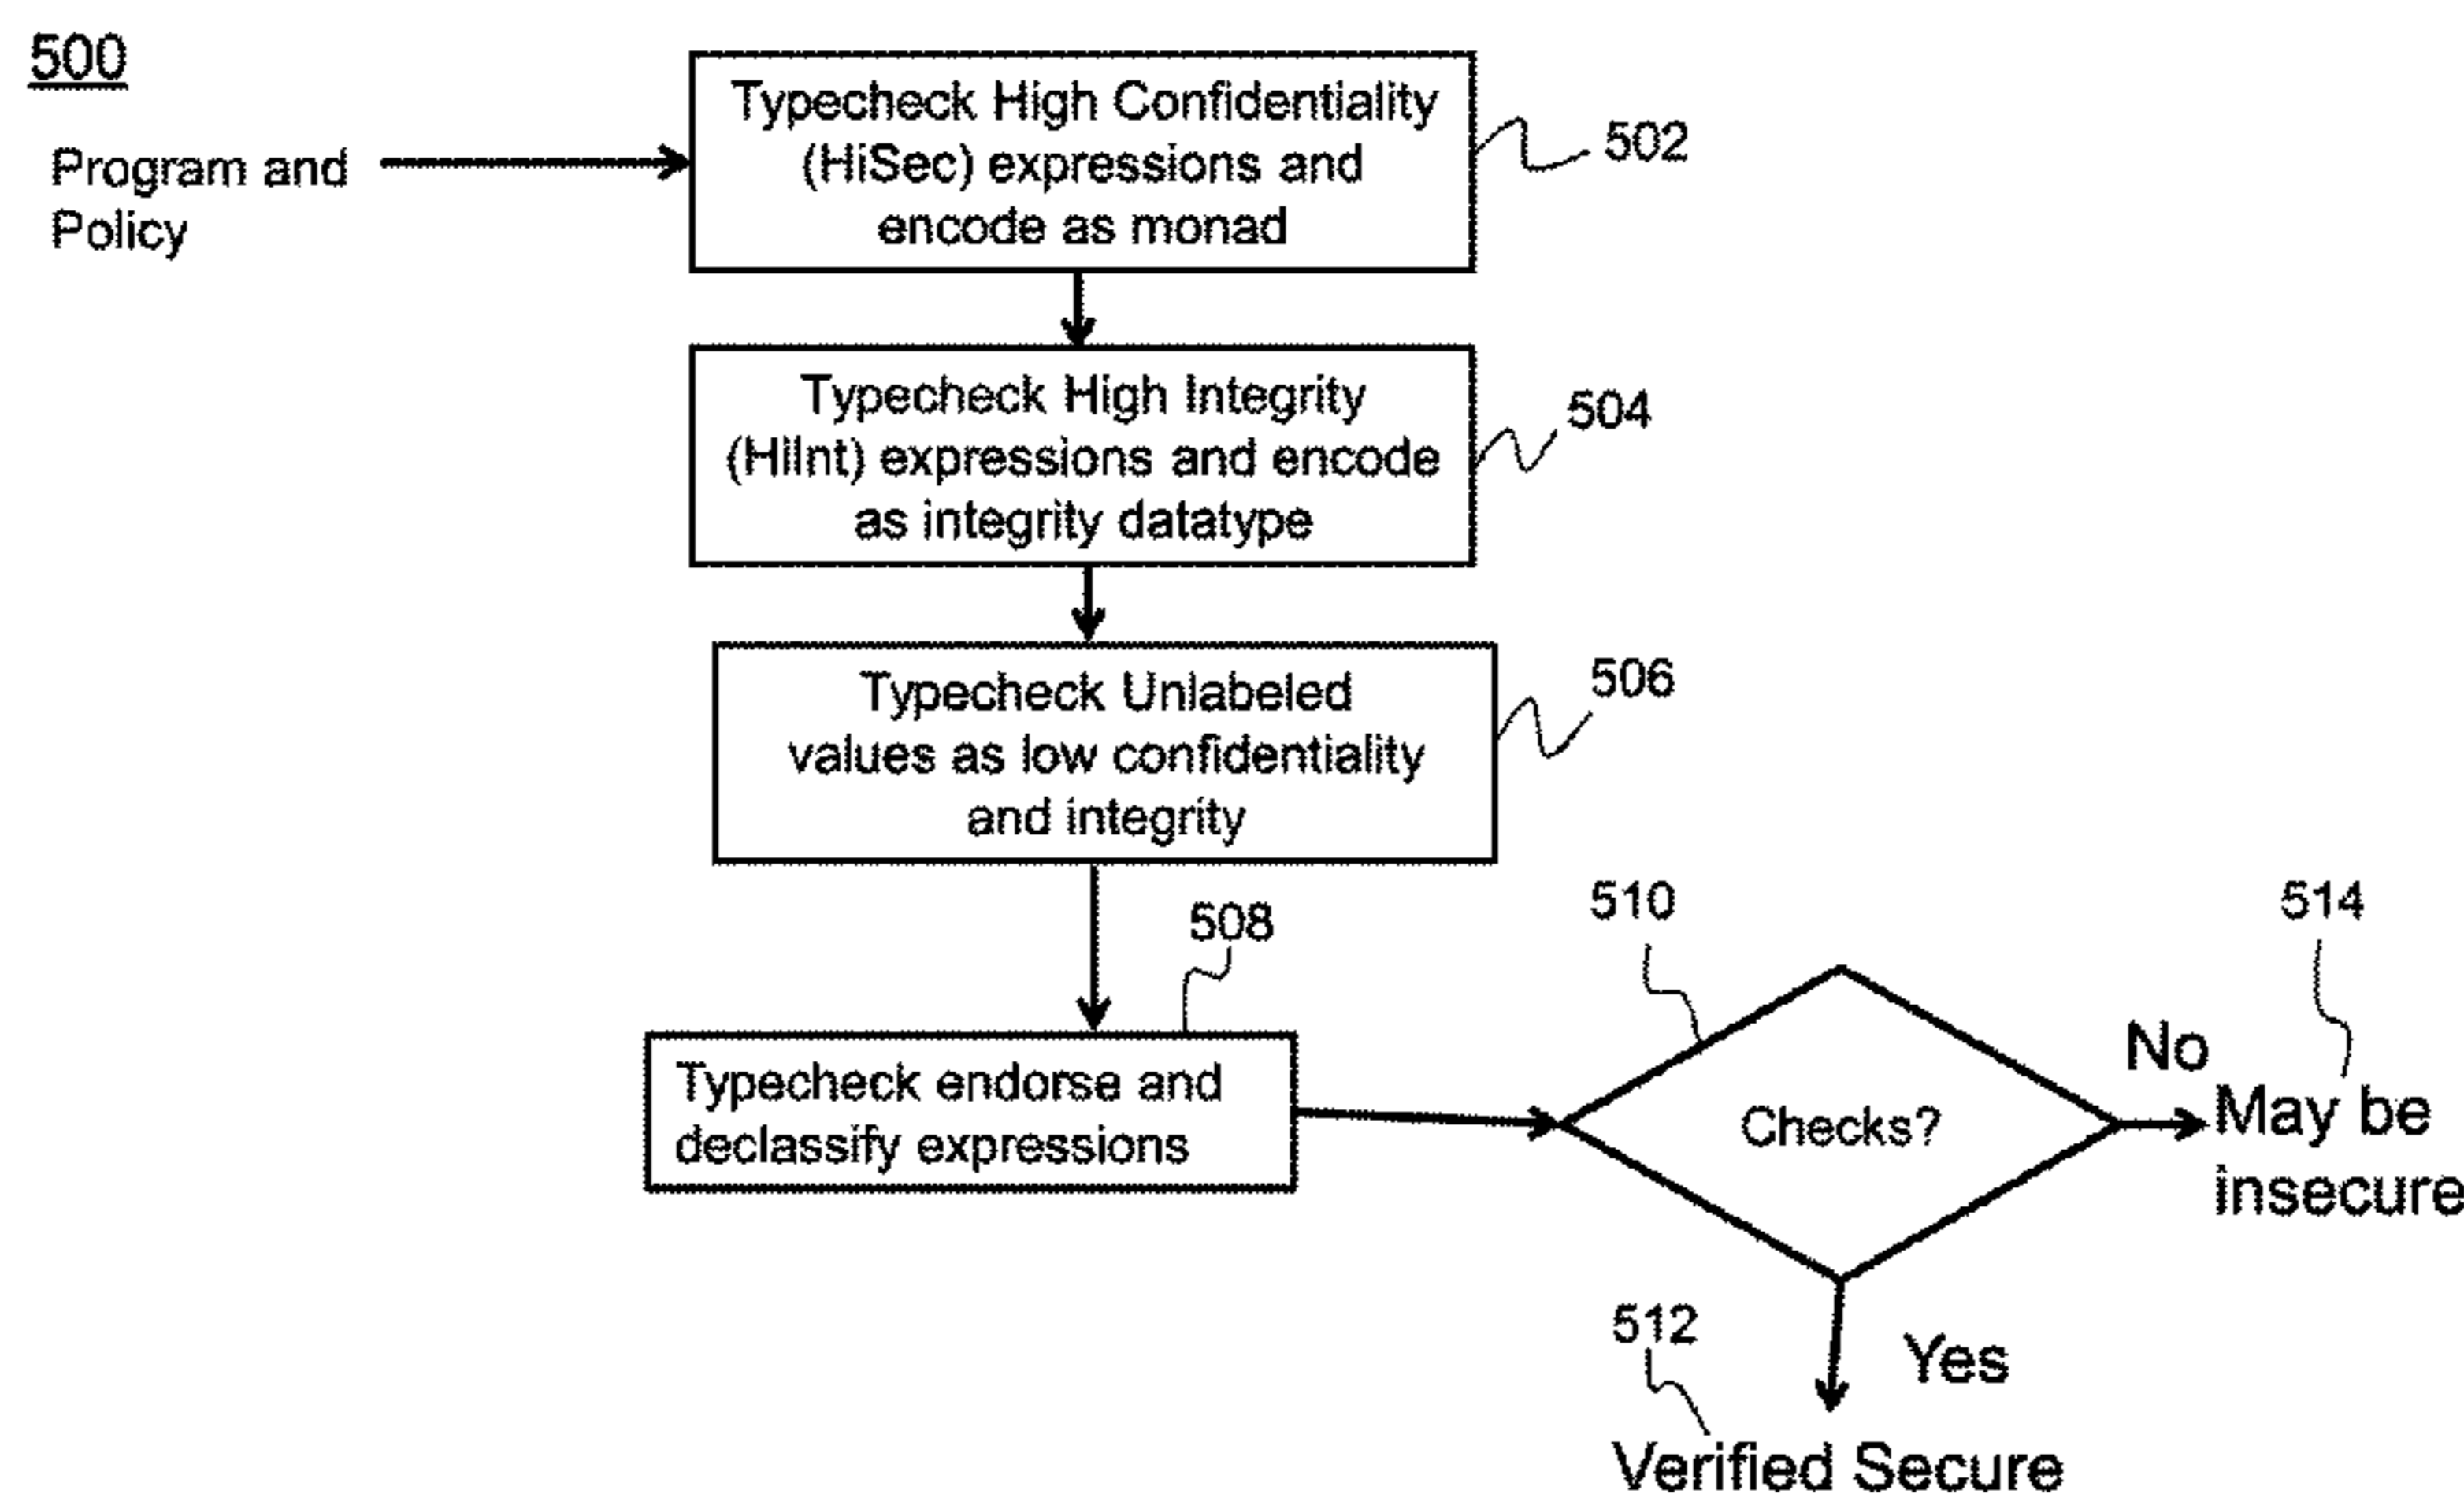 500
Program and
Policy
Typecheck High Confidentiality
(HiSec) expressions and
encode as monad
502
Typecheck High Integrity
(HiInt) expressions and encode
as integrity datatype
504
Typecheck Unlabeled
values as low confidentiality
and integrity
506
508
Typecheck endorse and
declassify expressions
510
Checks?
514
No
May be
insecure
512
Yes
Verified Secure